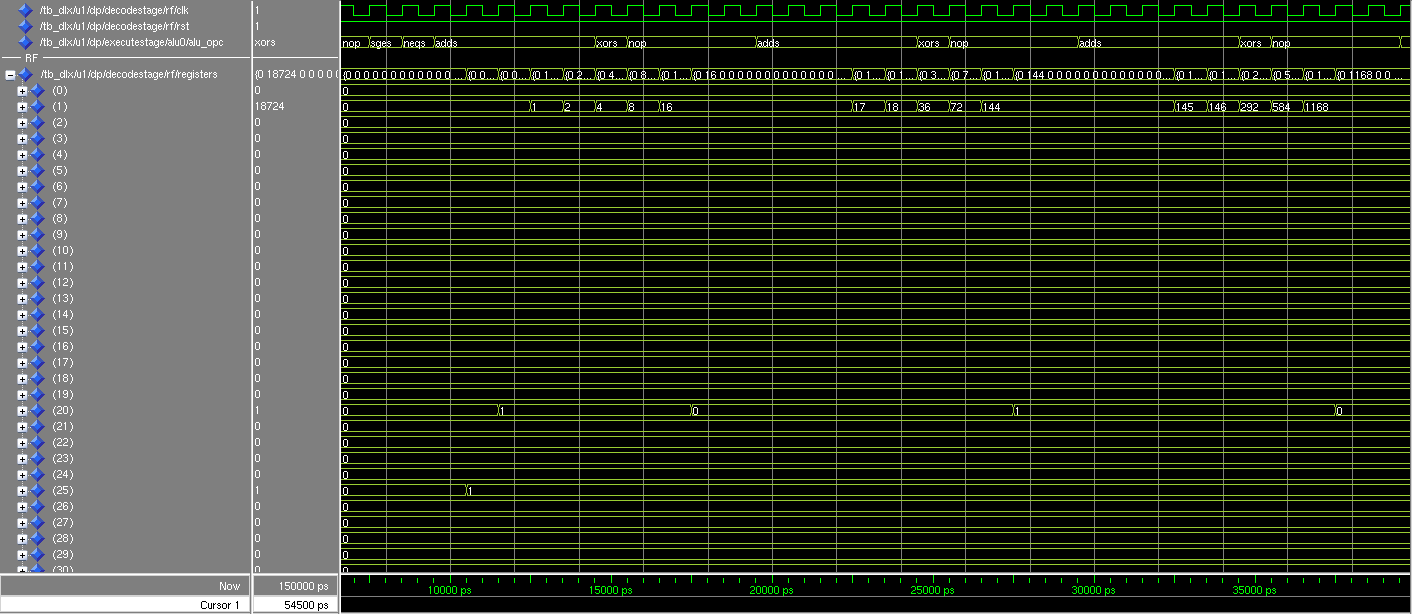 /tb_dlx/u1/dp/decodestage/rf/clk 1
/tb_dlx/u1/dp/decodestage/rf/rst 1
/tb_dlx/u1/dp/executestage/alu0/alu_opc xors nop sges neqs adds xors nop adds xors nop adds xors nop
RF
/tb_dlx/u1/dp/decodestage/rf/registers {0 18724 0 0 0 0 {0 0 0 0 0 0 0 0 0 0 0 0 0 ... {0 0... {0 0... {0 1... {0 2... {0 4... {0 8... {0 1... {0 16 0 0 0 0 0 0 0 0 0 0 0 0 0 0 {0 1... {0 1... {0 3... {0 7... {0 1... {0 144 0 0 0 0 0 0 0 0 0 0 0 0 0 ... {0 1... {0 1... {0 2... {0 5... {0 1... {0 1168 0 0 ...
(0) 0 0
(1) 18724 0 1 2 4 8 16 17 18 36 72 144 145 146 292 584 1168
(2) 0 0
(3) 0 0
(4) 0 0
(5) 0 0
(6) 0 0
(7) 0 0
(8) 0 0
(9) 0 0
(10) 0 0
(11) 0 0
(12) 0 0
(13) 0 0
(14) 0 0
(15) 0 0
(16) 0 0
(17) 0 0
(18) 0 0
(19) 0 0
(20) 1 0 1 0 1 0
(21) 0 0
(22) 0 0
(23) 0 0
(24) 0 0
(25) 1 0 1
(26) 0 0
(27) 0 0
(28) 0 0
(29) 0 0
(30) 0 0
Now 150000 ps 10000 ps 15000 ps 20000 ps 25000 ps 30000 ps 35000 ps
Cursor 1 54500 ps